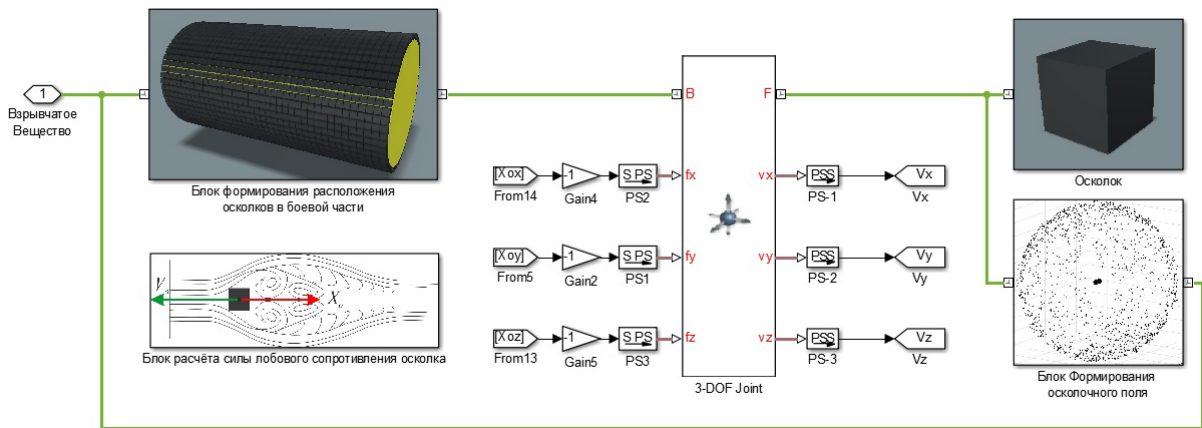 1
Взрывчатое
Вещество
Блок формирования расположения
осколков в боевой части
V
X
Блок расчёта силы лобового сопротивления осколка
[Xox]
From14
-1
Gain4
S PS
PS2
[Xoy]
From5
-1
Gain2
S PS
PS1
[Xoz]
From13
-1
Gain5
S PS
PS3
B
F
fx
vx
fy
vy
fz
vz
3-DOF Joint
PSS
PS-1
Vx
Vx
PSS
PS-2
Vy
Vy
PSS
PS-3
Vz
Vz
Осколок
Блок Формирования
осколочного поля